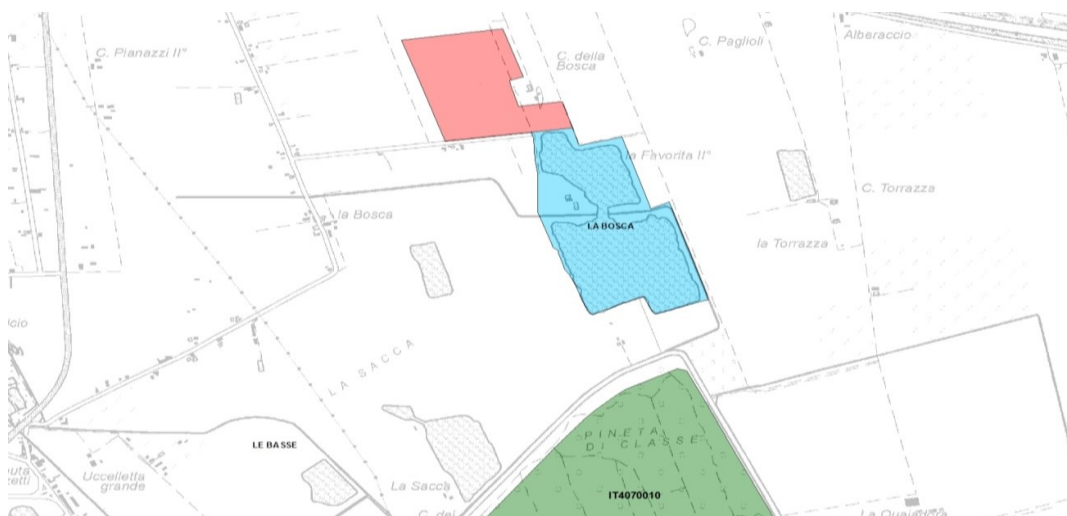 C. Pianazzi II°
C. della
Bosca
C. Paglioli
Alberaccio
la Favorita II°
C. Torrazza
la Bosca
LA BOSCA
la Torrazza
icio
LA SACCA
PINETA
DI CLASSE
LE BASSE
Uccelletta
grande
La Sacca
IT4070010